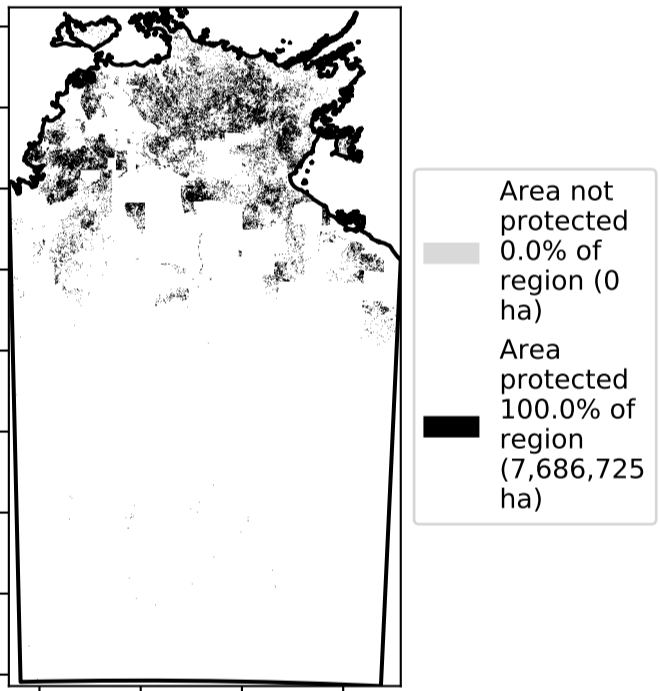 Area not
protected
0.0% of
region (0
ha)
Area
protected
100.0% of
region
(7,686,725
ha)